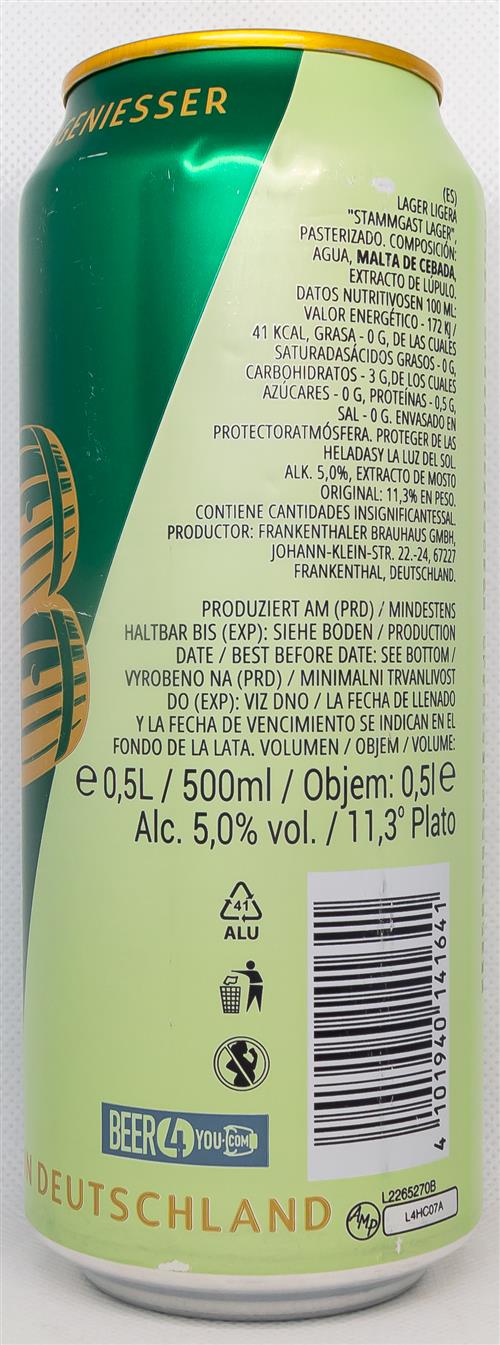 GENIESSER
(ES)
LAGER LIGERA
"STAMMGAST LAGER",
PASTERIZADO. COMPOSICIÓN:
AGUA, MALTA DE CEBADA,
EXTRACTO DE LÚPULO.
DATOS NUTRITIVOSEN 100 ML:
VALOR ENERGÉTICO - 172 KJ /
41 KCAL, GRASA - 0 G, DE LAS CUALES
SATURADASÁCIDOS GRASOS - 0 G,
CARBOHIDRATOS - 3 G,DE LOS CUALES
AZÚCARES - 0 G, PROTEÍNAS - 0,5 G,
SAL - 0 G. ENVASADO EN
PROTECTORATMÓSFERA. PROTEGER DE LAS
HELADASY LA LUZ DEL SOL.
ALK. 5,0%, EXTRACTO DE MOSTO
ORIGINAL: 11,3% EN PESO.
CONTIENE CANTIDADES INSIGNIFICANTESSAL.
PRODUCTOR: FRANKENTHALER BRAUHAUS GMBH,
JOHANN-KLEIN-STR. 22.-24, 67227
FRANKENTHAL, DEUTSCHLAND.
PRODUZIERT AM (PRD) / MINDESTENS
HALTBAR BIS (EXP): SIEHE BODEN / PRODUCTION
DATE / BEST BEFORE DATE: SEE BOTTOM /
VYROBENO NA (PRD) / MINIMALNI TRVANLIVOST
DO (EXP): VIZ DNO / LA FECHA DE LLENADO
Y LA FECHA DE VENCIMIENTO SE INDICAN EN EL
FONDO DE LA LATA. VOLUMEN / OBJEM / VOLUME:
e 0,5L / 500ml / Objem: 0,5l e
Alc. 5,0% vol. / 11,3° Plato
41
ALU
4 101940 141641
BEER4YOU.COM
N DEUTSCHLAND
AMP
L2265270B
L4HC07A